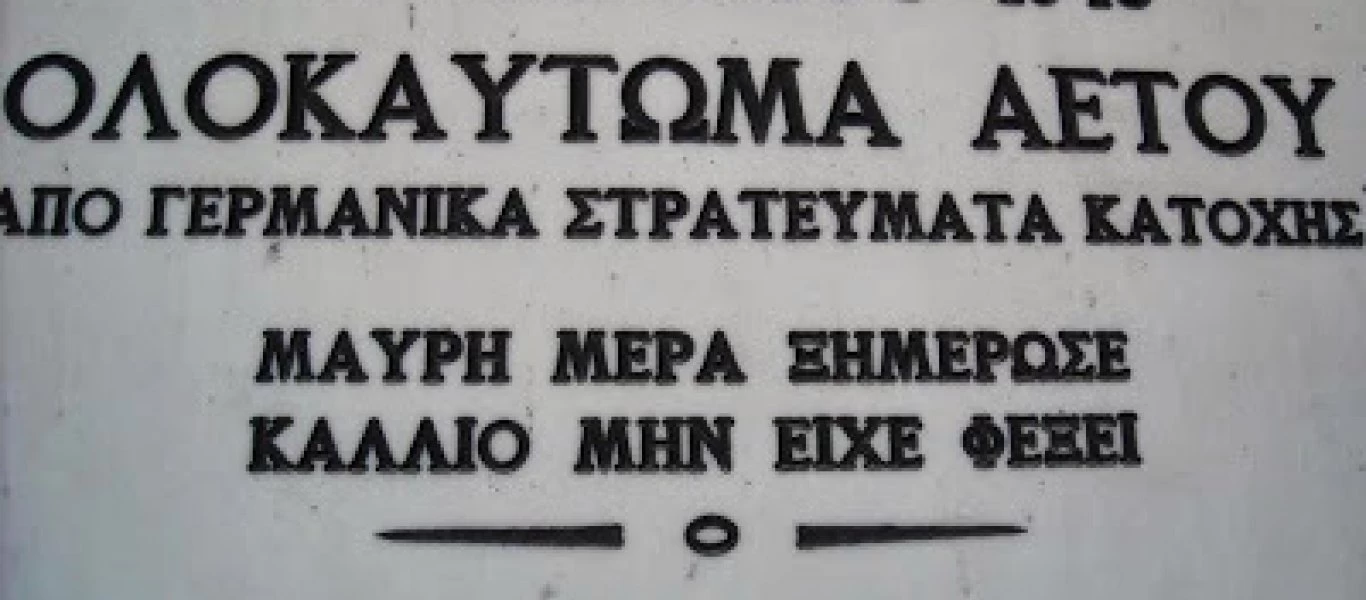 ΟΛΟΚΑΥΤΩΜΑ ΑΕΤΟΥ
ΑΠΟ ΓΕΡΜΑΝΙΚΑ ΣΤΡΑΤΕΥΜΑΤΑ ΚΑΤΟΧΗΣ
ΜΑΥΡΗ ΜΕΡΑ ΞΗΜΕΡΩΣΕ
ΚΑΛΛΙΟ ΜΗΝ ΕΙΧΕ ΦΕΞΕΙ